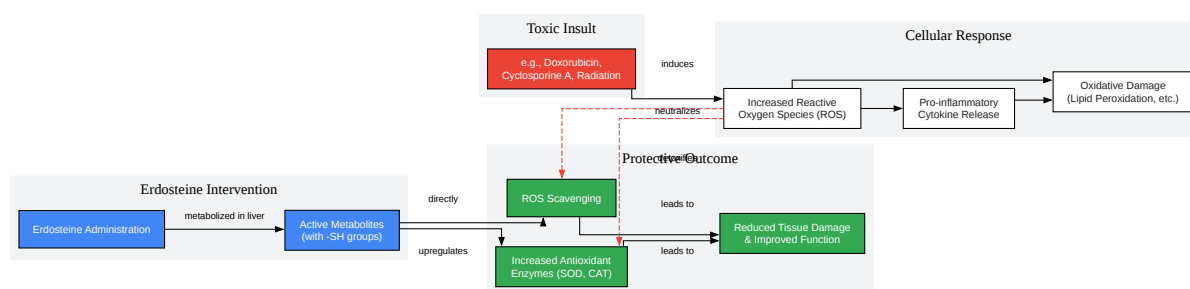 Toxic Insult
e.g., Doxorubicin,
Cyclosporine A, Radiation
induces
Cellular Response
Increased Reactive
Oxygen Species (ROS)
Pro-inflammatory
Cytokine Release
Oxidative Damage
(Lipid Peroxidation, etc.)
neutralizes
Protective Outcome
Erdosteine Intervention
Erdosteine Administration
metabolized in liver
Active Metabolites
(with -SH groups)
directly
upregulates
ROS Scavenging
Increased Antioxidant
Enzymes (SOD, CAT)
leads to
leads to
Reduced Tissue Damage
& Improved Function